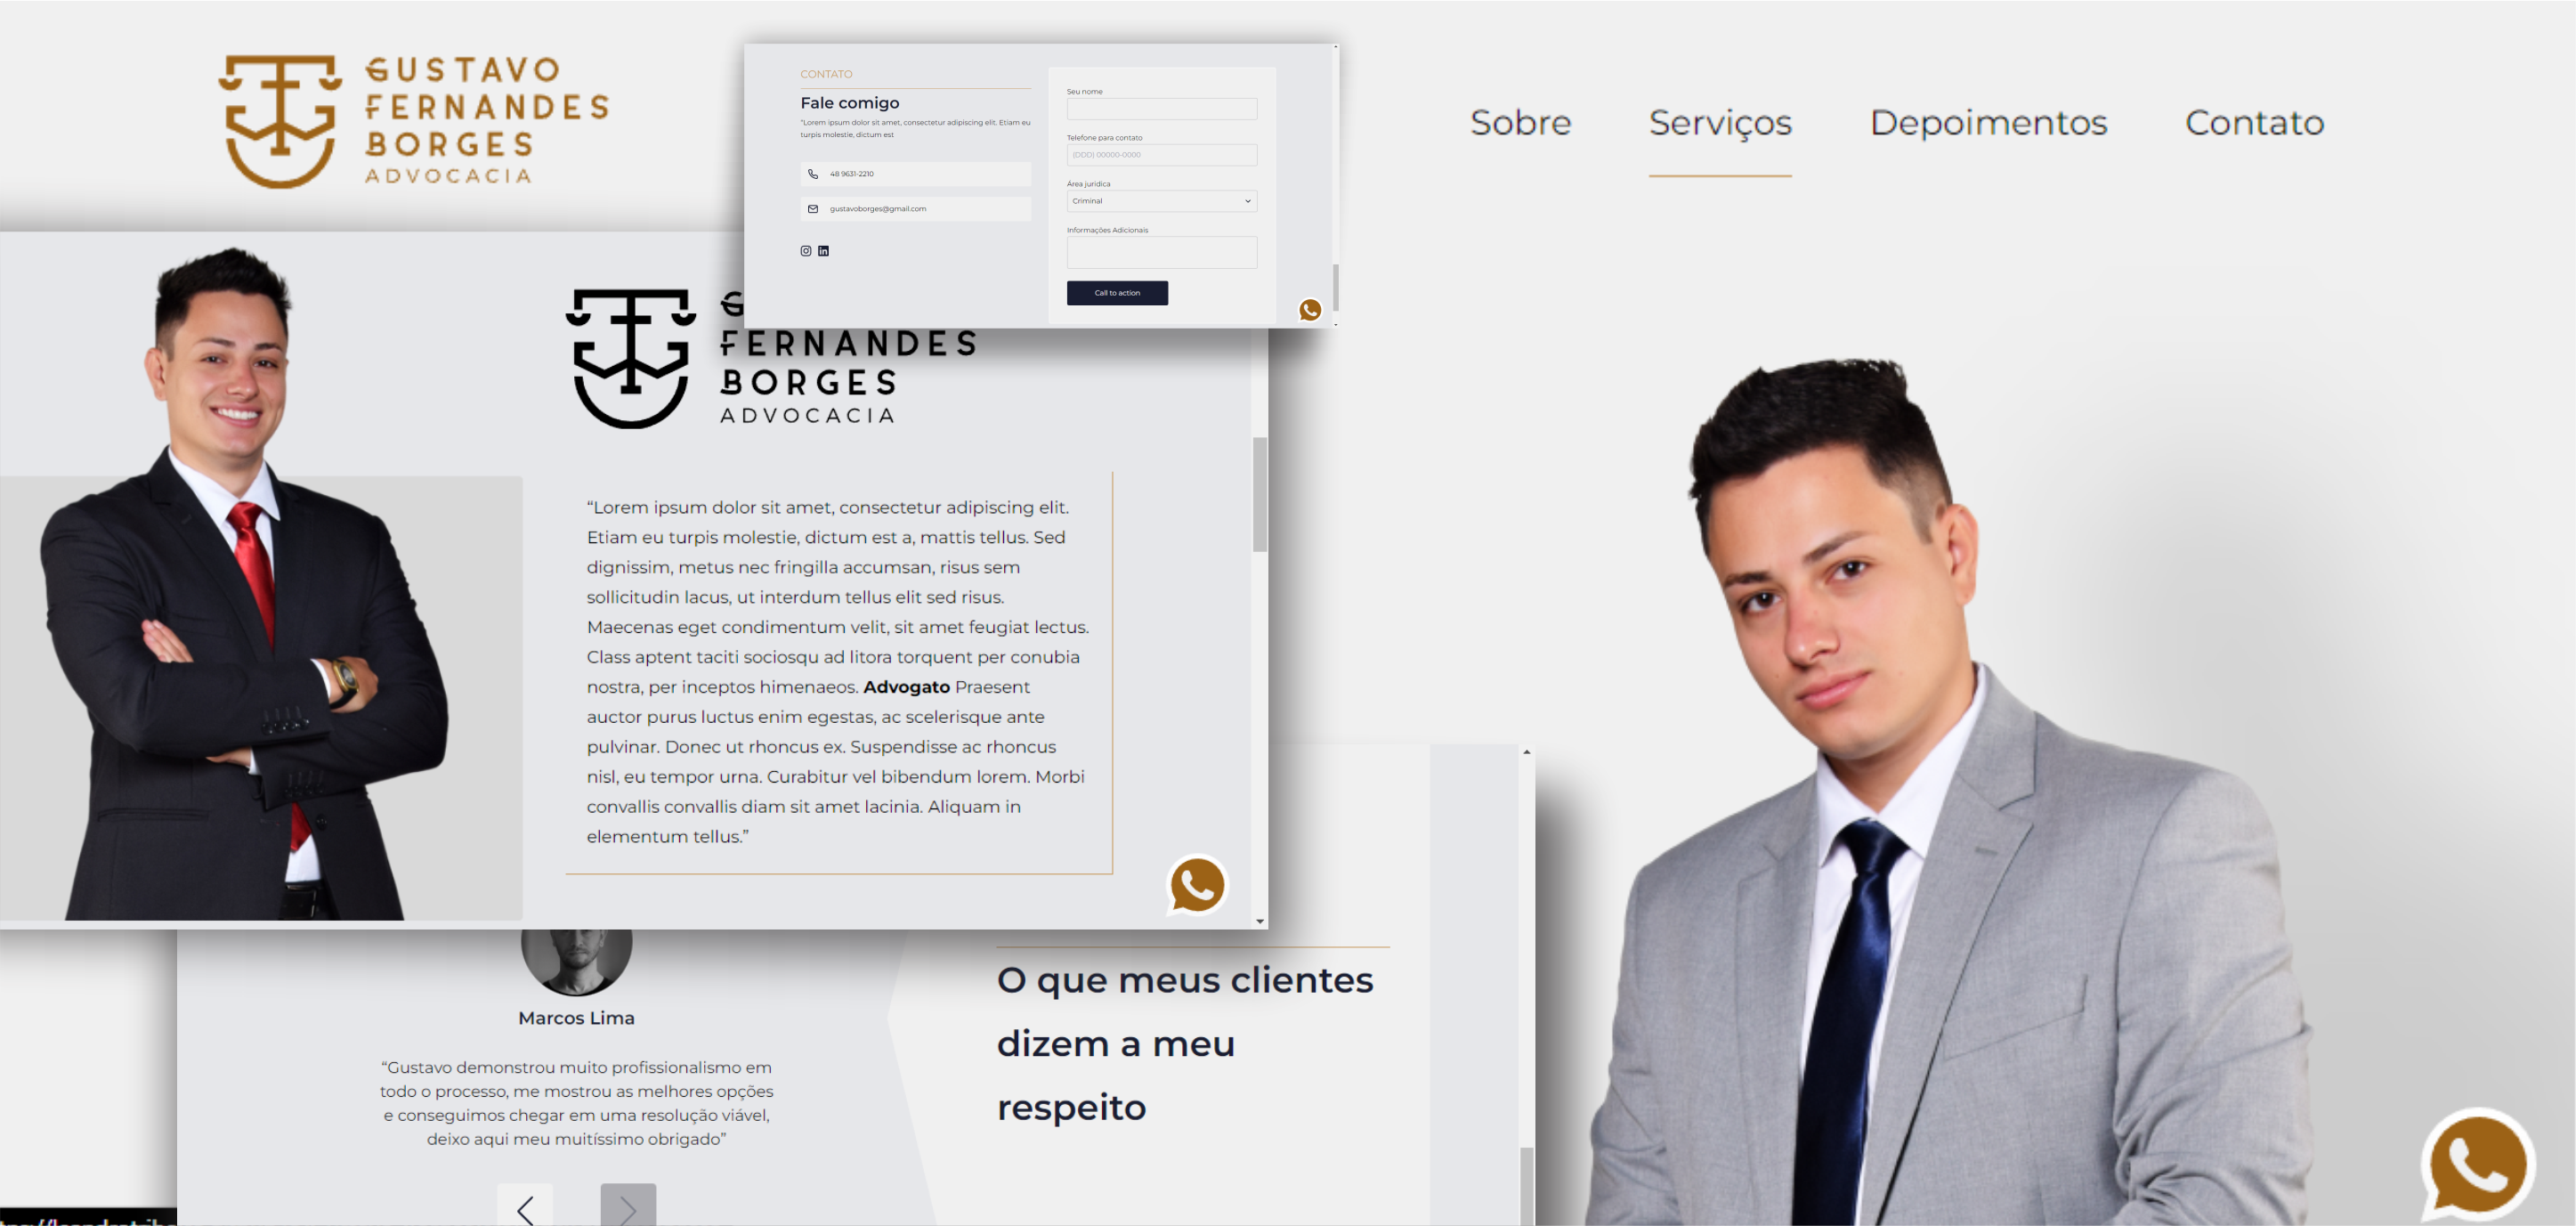 GUSTAVO
FERNANDES
BORGES
ADVOCACIA
Sobre
Serviços
Depoimentos
Contato
CONTATO
Fale comigo
"Lorem ipsum dolor sit amet, consectetur adipiscing elit. Etiam eu
turpis molestie, dictum est
48 9631-2210
gustavoborges@gmail.com
Seu nome
Telefone para contato
(DDD) 00000-0000
Área jurídica
Criminal
Informações Adicionais
Call to action
G
FERNANDES
BORGES
ADVOCACIA
“Lorem ipsum dolor sit amet, consectetur adipiscing elit.
Etiam eu turpis molestie, dictum est a, mattis tellus. Sed
dignissim, metus nec fringilla accumsan, risus sem
sollicitudin lacus, ut interdum tellus elit sed risus.
Maecenas eget condimentum velit, sit amet feugiat lectus.
Class aptent taciti sociosqu ad litora torquent per conubia
nostra, per inceptos himenaeos. Advogato Praesent
auctor purus luctus enim egestas, ac scelerisque ante
pulvinar. Donec ut rhoncus ex. Suspendisse ac rhoncus
nisl, eu tempor urna. Curabitur vel bibendum lorem. Morbi
convallis convallis diam sit amet lacinia. Aliquam in
elementum tellus.”
Marcos Lima
“Gustavo demonstrou muito profissionalismo em
todo o processo, me mostrou as melhores opções
e conseguimos chegar em uma resolução viável,
deixo aqui meu muitíssimo obrigado”
O que meus clientes
dizem a meu
respeito